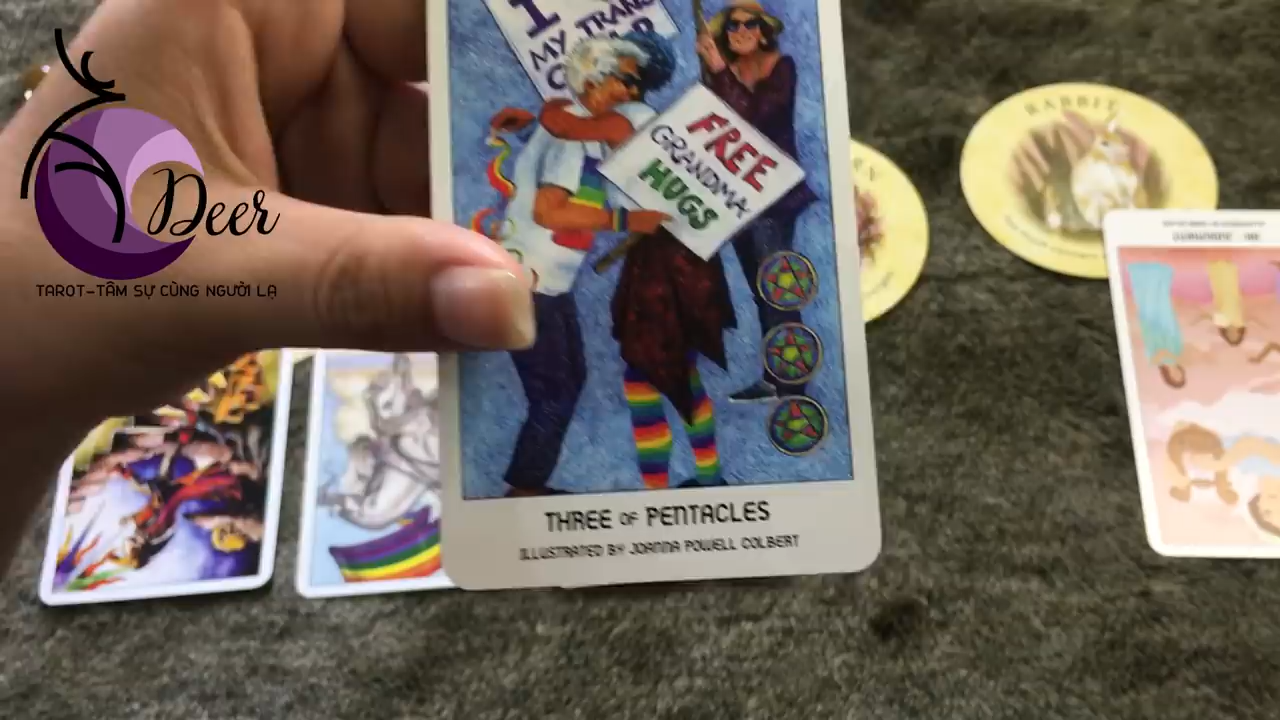 I
MY TRANS
FREE
GRANDMA
HUGS
Deer
TAROT-TÂM SỰ CÙNG NGƯỜI LẠ
RABBIT
THREE OF PENTACLES
ILLUSTRATED BY JOANNA POWELL COLBERT